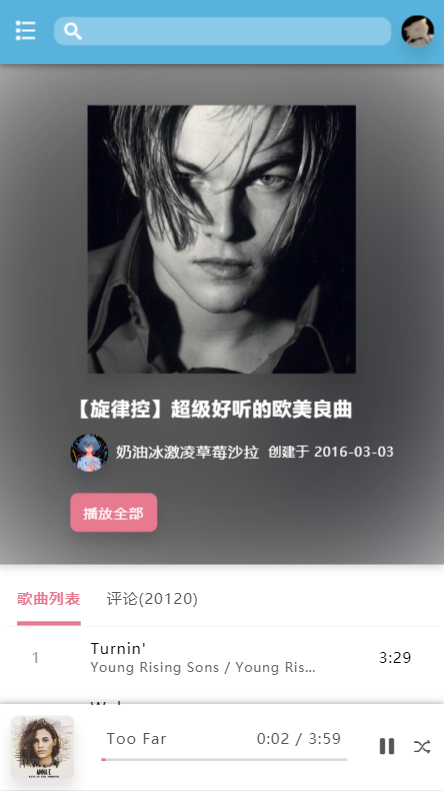 【旋律控】超级好听的欧美良曲
奶油冰激凌草莓沙拉 创建于 2016-03-03
播放全部
歌曲列表 评论(20120)
1 Turnin' 3:29
Young Rising Sons / Young Ris...
Too Far 0:02 / 3:59